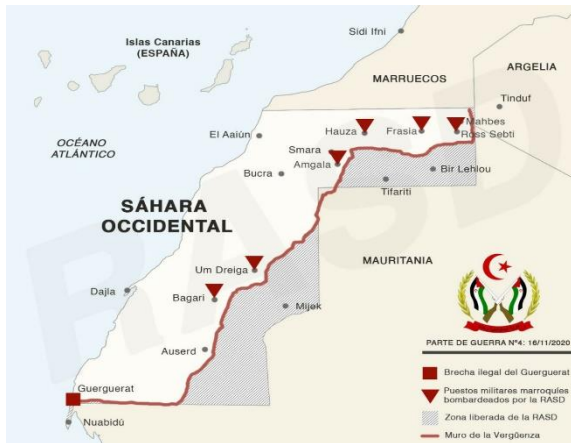 Sidi Ifni
Islas Canarias
(ESPAÑA)
ARGELIA
MARRUECOS
Tinduf
OCÉANO
ATLÁNTICO
El Aaiún
Hauza
Frasia
Mahbes
Ross Sebti
Smara
Amgala
Bucra
Bir Lehlou
Tifariti
SÁHARA
OCCIDENTAL
MAURITANIA
Um Dreiga
Dajla
Bagari
Mijek
Auserd
Guerguerat
Nuabidú
RASD
PARTE DE GUERRA Nº4: 16/11/2020
Brecha ilegal del Guerguerat
Puestos militares marroquíes
bombardeados por la RASD
Zona liberada de la RASD
Muro de la Vergüenza